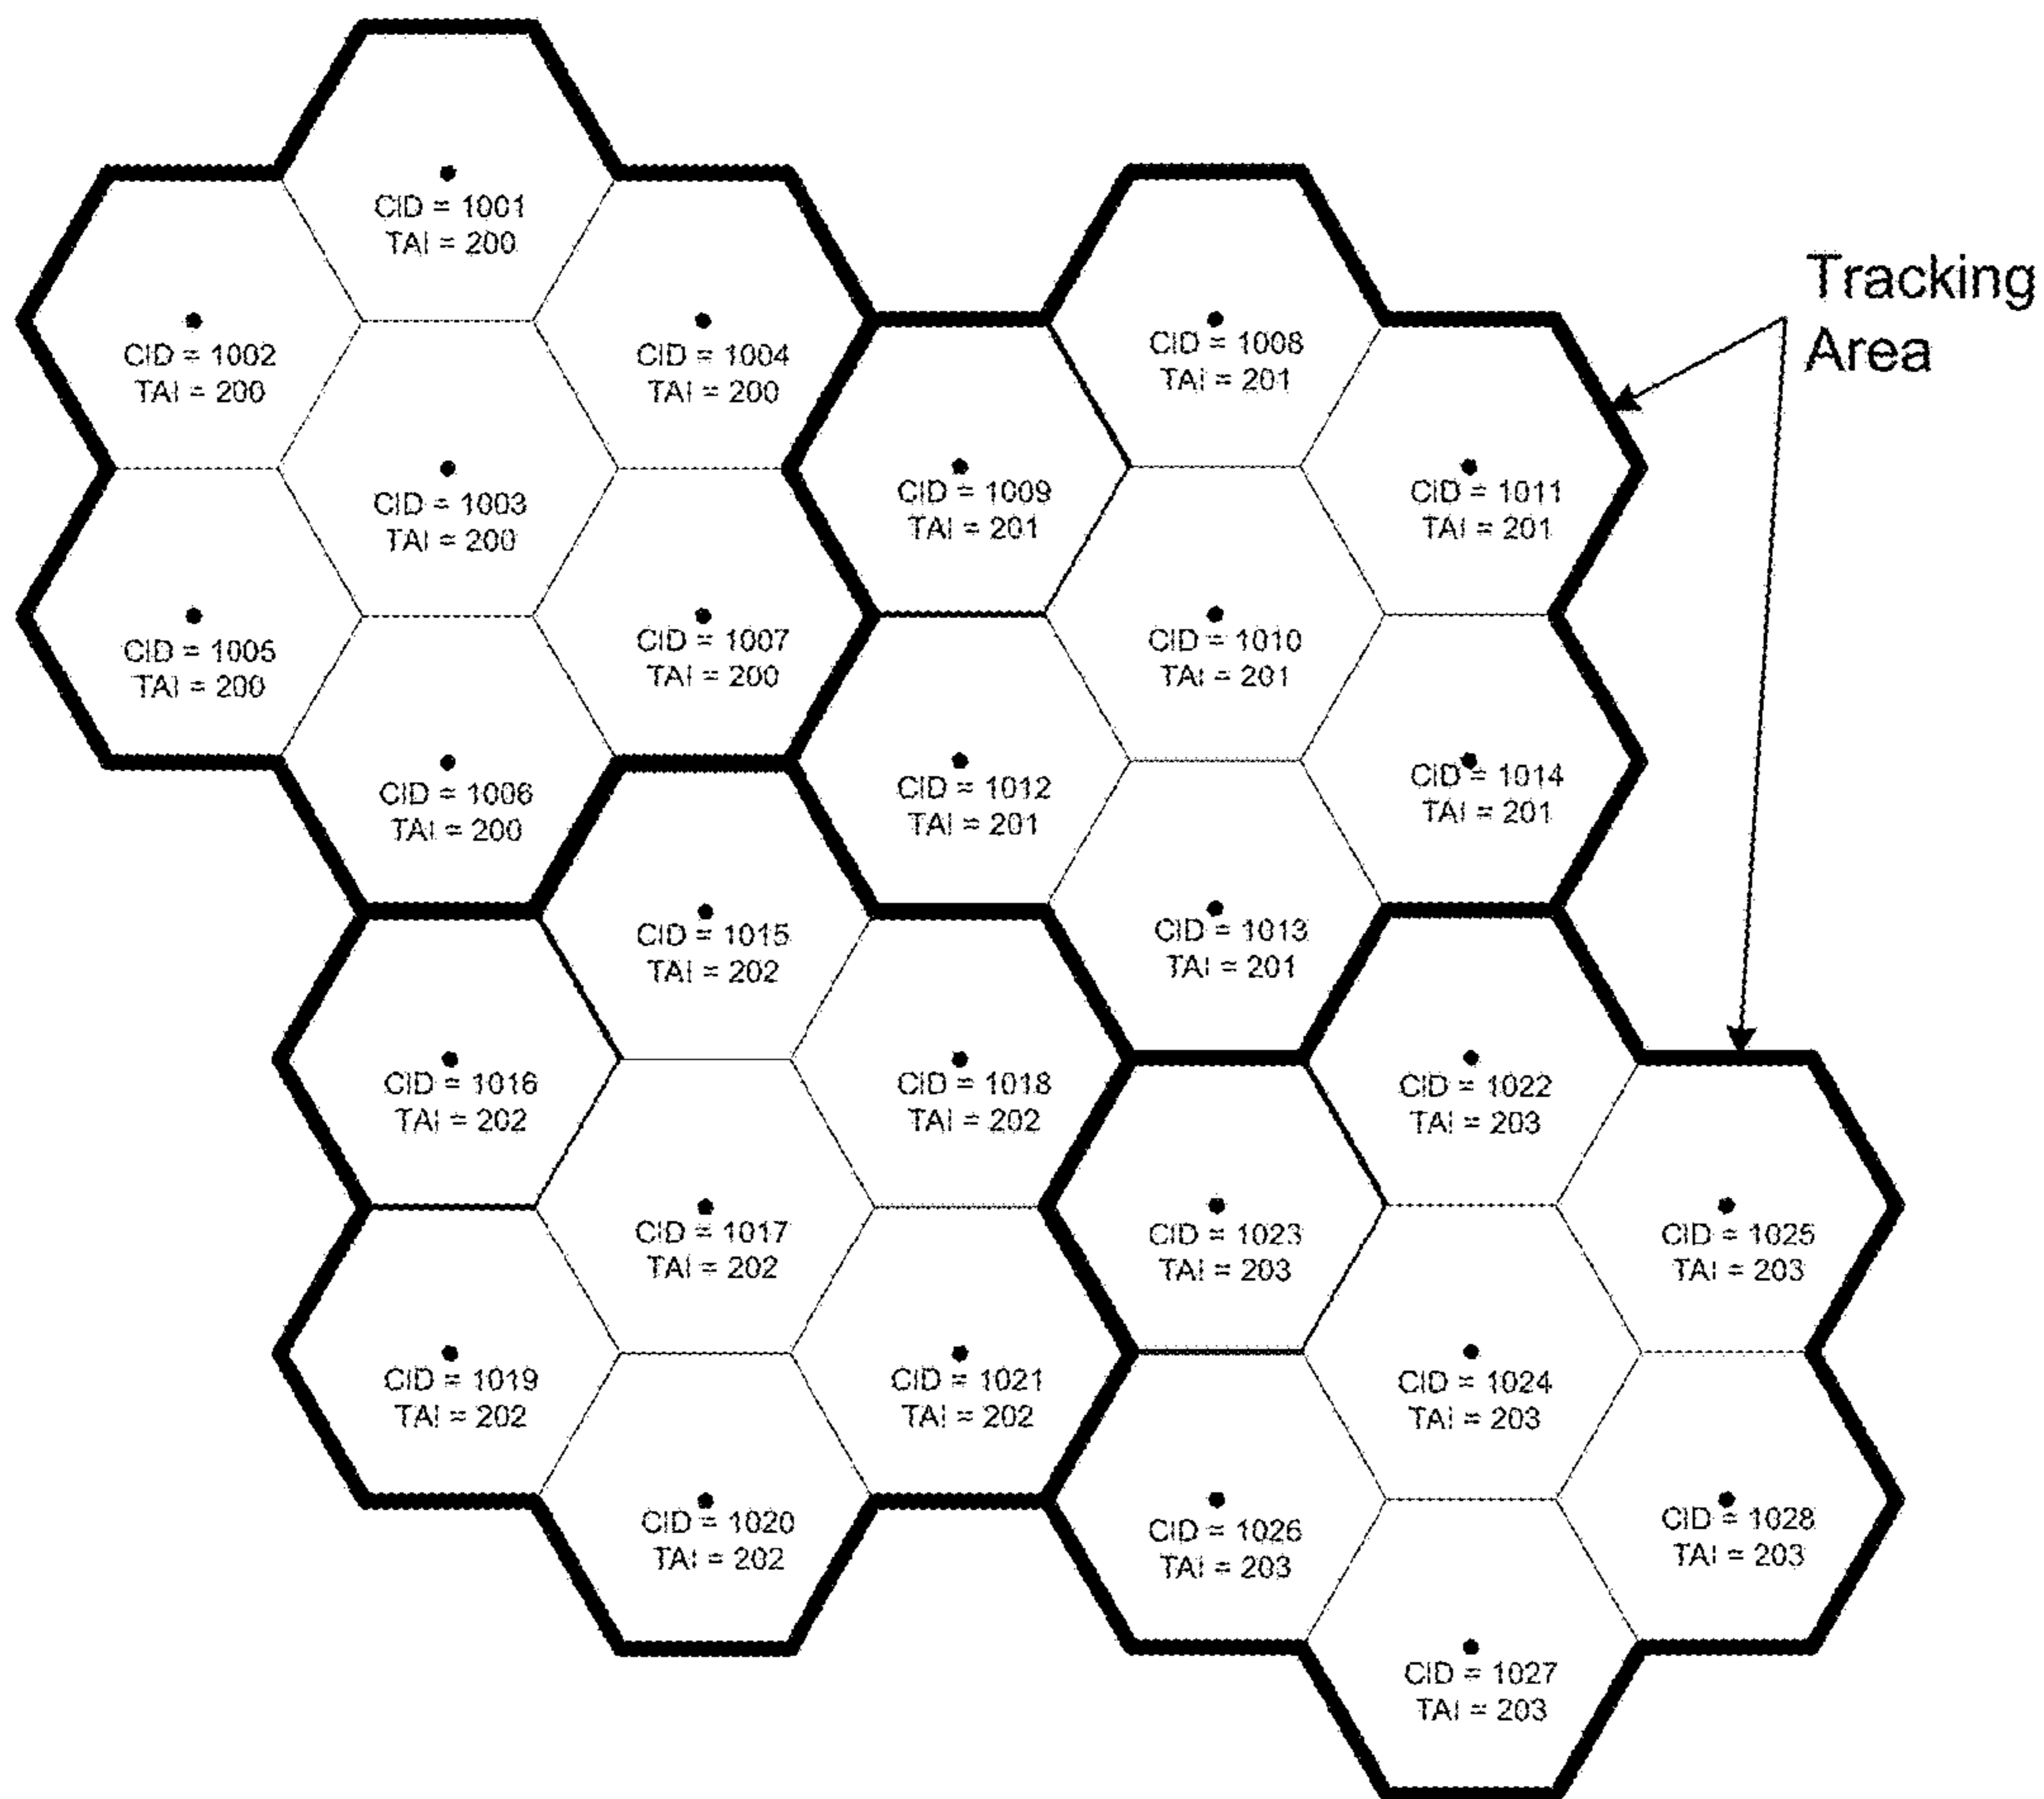 CID = 1001
TAI = 200
CID = 1002
TAI = 200
CID = 1004
TAI = 200
CID = 1003
TAI = 200
CID = 1005
TAI = 200
CID = 1007
TAI = 200
CID = 1006
TAI = 200
CID = 1008
TAI = 201
CID = 1009
TAI = 201
CID = 1011
TAI = 201
CID = 1010
TAI = 201
CID = 1012
TAI = 201
CID = 1014
TAI = 201
CID = 1013
TAI = 201
Tracking
Area
CID = 1015
TAI = 202
CID = 1016
TAI = 202
CID = 1018
TAI = 202
CID = 1017
TAI = 202
CID = 1019
TAI = 202
CID = 1021
TAI = 202
CID = 1020
TAI = 202
CID = 1022
TAI = 203
CID = 1023
TAI = 203
CID = 1025
TAI = 203
CID = 1024
TAI = 203
CID = 1026
TAI = 203
CID = 1028
TAI = 203
CID = 1027
TAI = 203